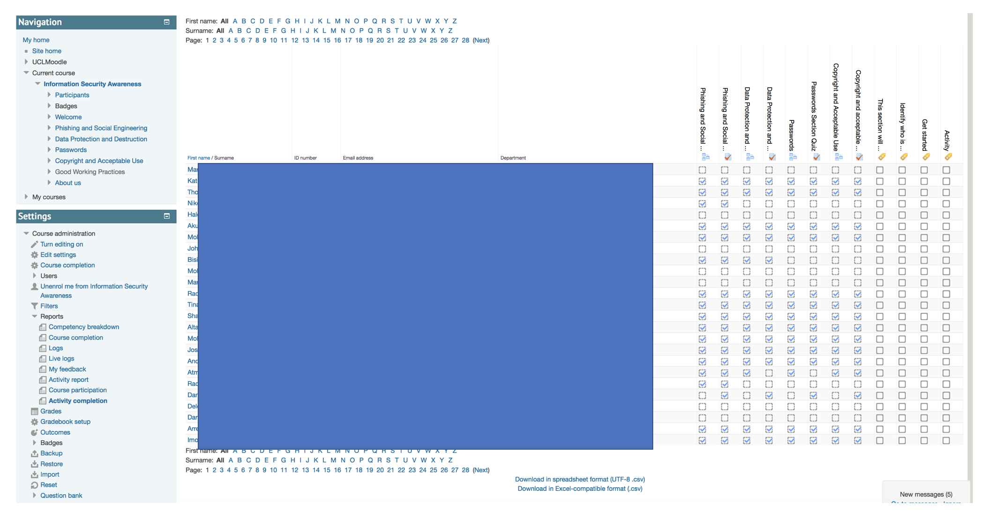 Navigation
My home
Site home
UCLMoodle
Current course
Information Security Awareness
Participants
Badges
Welcome
Phishing and Social Engineering
Data Protection and Destruction
Passwords
Copyright and Acceptable Use
Good Working Practices
About us
My courses
Settings
Course administration
Turn editing on
Edit settings
Course completion
Users
Unenrol me from Information Security
Awareness
Filters
Reports
Competency breakdown
Course completion
Logs
Live logs
My feedback
Activity report
Course participation
Activity completion
Grades
Gradebook setup
Outcomes
Badges
Backup
Restore
Import
Reset
Question bank
First name: All A B C D E F G H I J K L M N O P Q R S T U V W X Y Z
Surname: All A B C D E F G H I J K L M N O P Q R S T U V W X Y Z
Page: 1 2 3 4 5 6 7 8 9 10 11 12 13 14 15 16 17 18 19 20 21 22 23 24 25 26 27 28 (Next)
First name / Surname
ID number
Email address
Department
Phishing and Social ...
Phishing and Social ...
Data Protection and ...
Data Protection and ...
Passwords
Passwords Section Quiz
Copyright and Acceptable Use
Copyright and acceptable ...
This section will ...
Identify who is ...
Get started
Activity
Mar
Kat
Tho
Nik
Hal
Aku
Mol
Joh
Bisi
Mar
Rac
Tina
Sha
Alta
Jos
Atm
Rac
Dar
Del
Dar
Arre
Imo
First name: All A B C D E F G H I J K L M N O P Q R S T U V W X Y Z
Surname: All A B C D E F G H I J K L M N O P Q R S T U V W X Y Z
Page: 1 2 3 4 5 6 7 8 9 10 11 12 13 14 15 16 17 18 19 20 21 22 23 24 25 26 27 28 (Next)
Download in spreadsheet format (UTF-8 .csv)
Download in Excel-compatible format (.csv)
New messages (5)